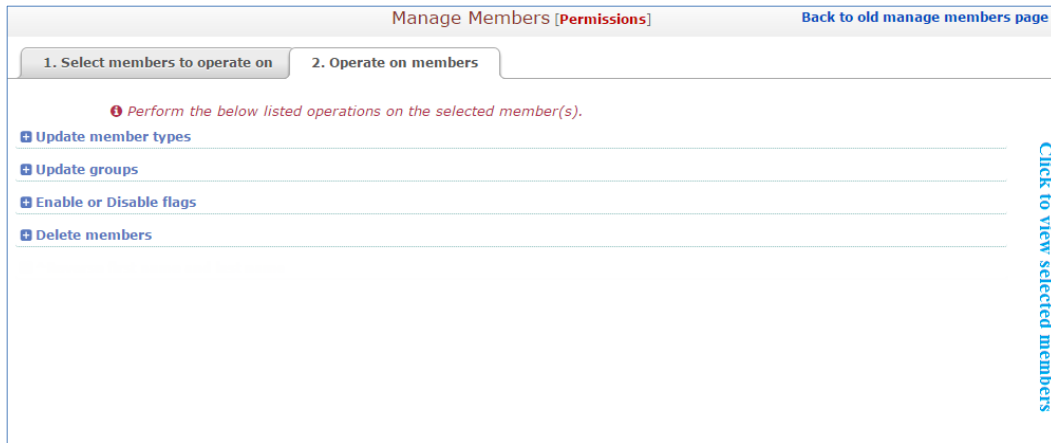 Manage Members [Permissions]
Back to old manage members page
1. Select members to operate on
2. Operate on members
Perform the below listed operations on the selected member(s).
Update member types
Update groups
Enable or Disable flags
Delete members
Click to view selected members